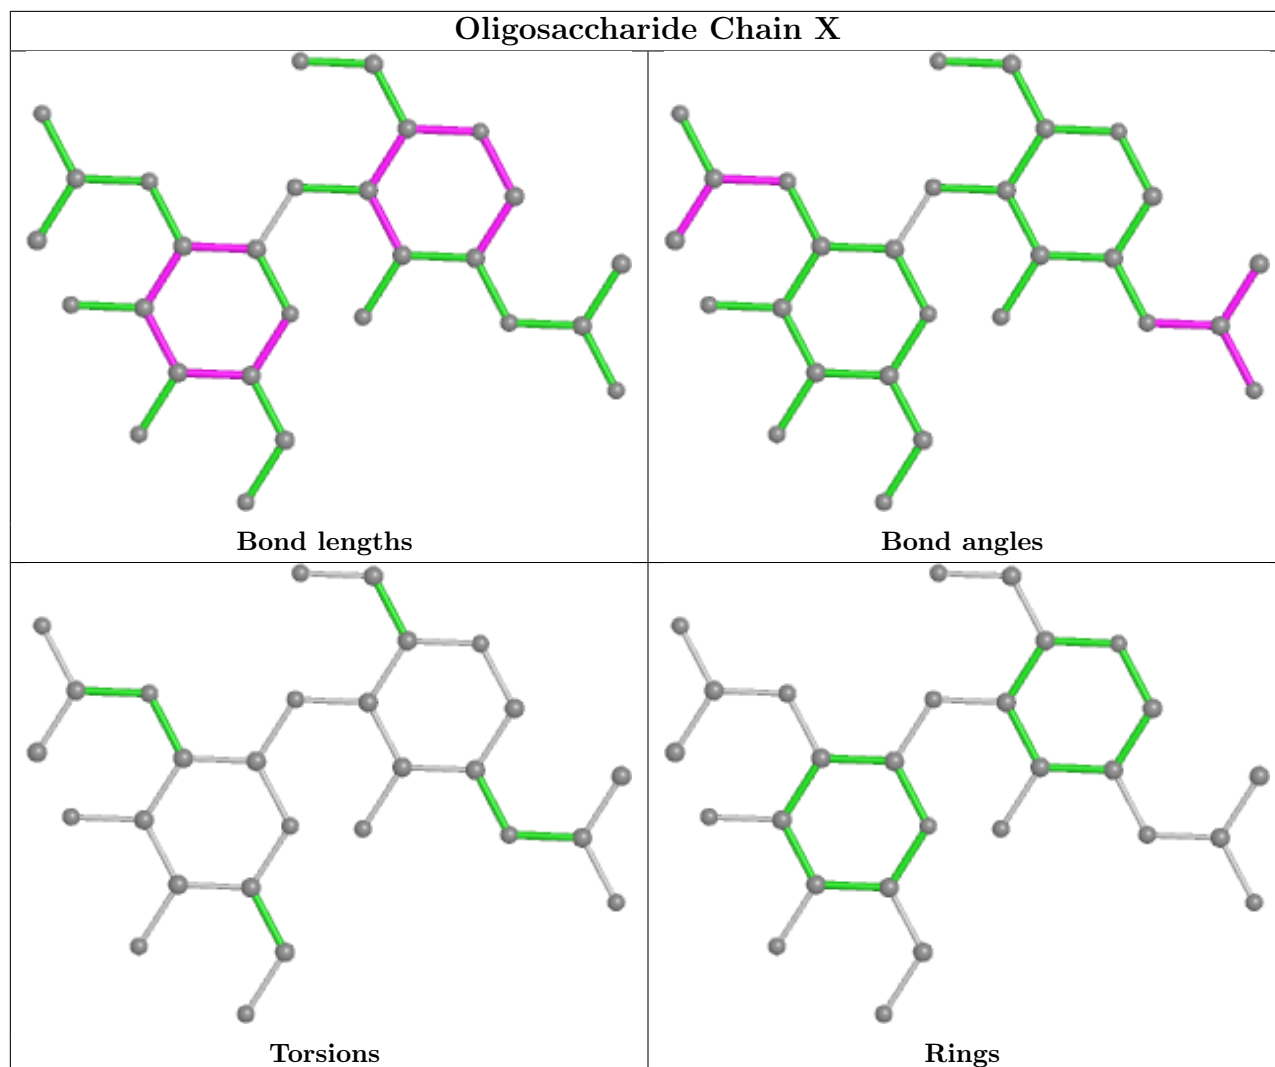 Oligosaccharide Chain X
Bond lengths
Bond angles
Torsions
Rings